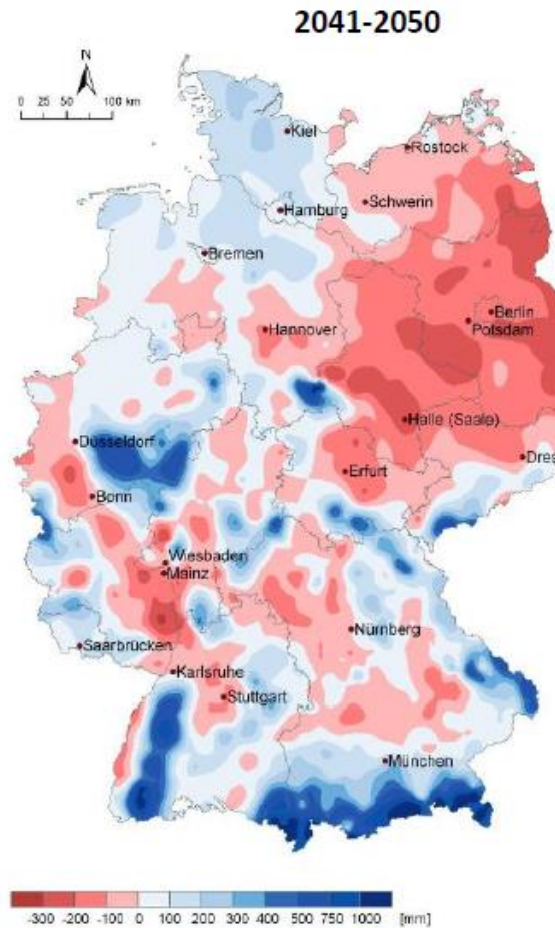 2041-2050
N
0 25 50 100 km
Kiel
Rostock
Schwerin
Hamburg
Bremen
Berlin
Potsdam
Hannover
Halle (Saale)
Düsseldorf
Dres
Erfurt
Bonn
Wiesbaden
Mainz
Nürnberg
Saarbrücken
Karlsruhe
Stuttgart
München
-300 -200 -100 0 100 200 300 400 500 750 1000 [mm]